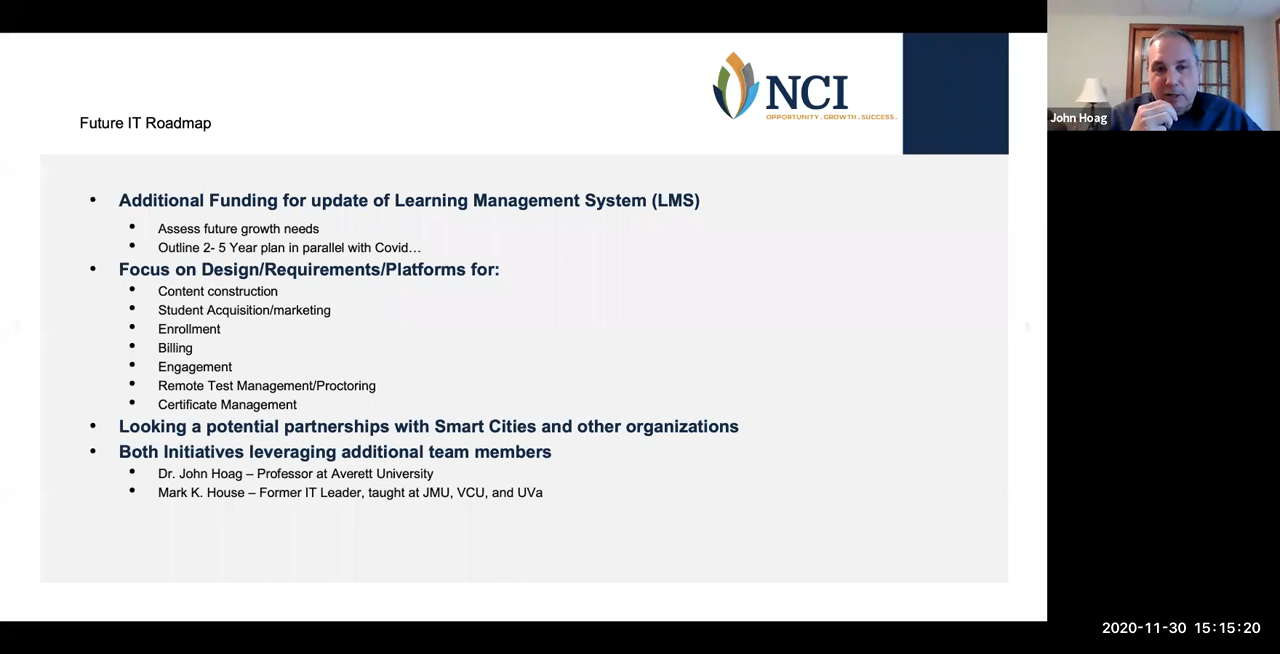 NCI
OPPORTUNITY. GROWTH. SUCCESS.
Future IT Roadmap
John Hoag
• Additional Funding for update of Learning Management System (LMS)
• Assess future growth needs
• Outline 2- 5 Year plan in parallel with Covid…
• Focus on Design/Requirements/Platforms for:
• Content construction
• Student Acquisition/marketing
• Enrollment
• Billing
• Engagement
• Remote Test Management/Proctoring
• Certificate Management
• Looking a potential partnerships with Smart Cities and other organizations
• Both Initiatives leveraging additional team members
• Dr. John Hoag – Professor at Averett University
• Mark K. House – Former IT Leader, taught at JMU, VCU, and UVa
2020-11-30 15:15:20